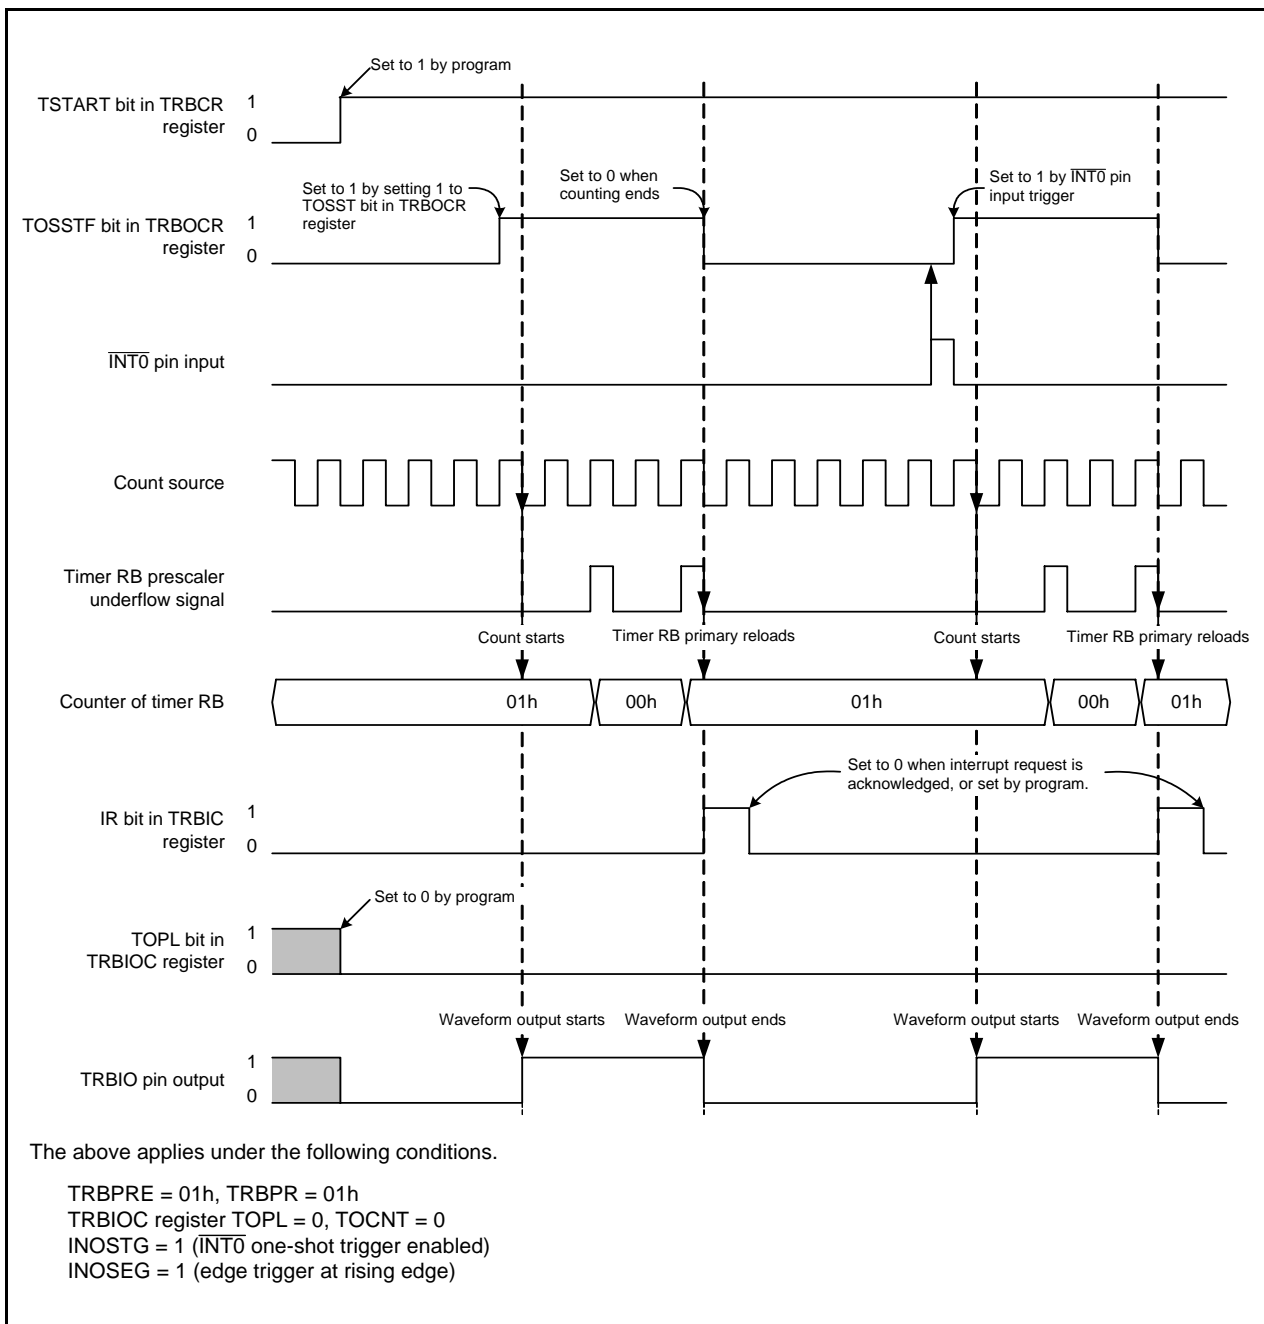 Set to 1 by program
TSTART bit in TRBCR
register
1
0
Set to 1 by setting 1 to
TOSST bit in TRBOCR
register
Set to 0 when
counting ends
Set to 1 by INT0 pin
input trigger
TOSSTF bit in TRBOCR
register
1
0
INT0 pin input
Count source
Timer RB prescaler
underflow signal
Count starts
Timer RB primary reloads
Count starts
Timer RB primary reloads
Counter of timer RB
01h
00h
01h
00h
01h
Set to 0 when interrupt request is
acknowledged, or set by program.
IR bit in TRBIC
register
1
0
Set to 0 by program
TOPL bit in
TRBIOC register
1
0
Waveform output starts
Waveform output ends
Waveform output starts
Waveform output ends
TRBIO pin output
1
0
The above applies under the following conditions.
TRBPRE = 01h, TRBPR = 01h
TRBIOC register TOPL = 0, TOCNT = 0
INOSTG = 1 (INT0 one-shot trigger enabled)
INOSEG = 1 (edge trigger at rising edge)